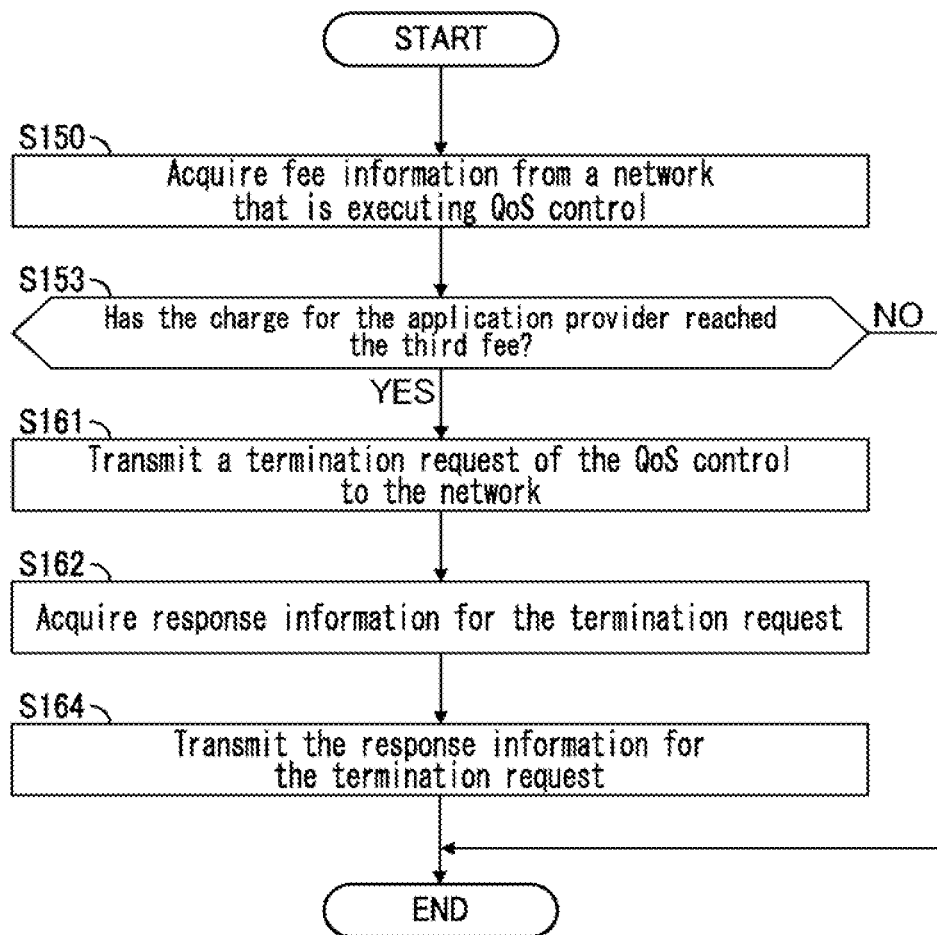 START
S150
Acquire fee information from a network
that is executing QoS control
S153
Has the charge for the application provider reached
the third fee?
NO
YES
S161
Transmit a termination request of the QoS control
to the network
S162
Acquire response information for the termination request
S164
Transmit the response information for
the termination request
END